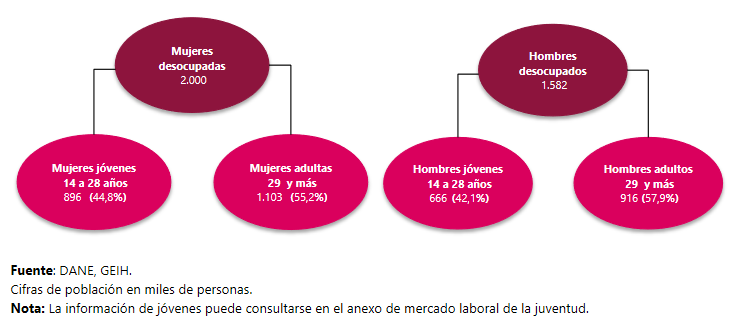 Mujeres
desocupadas
2.000
Hombres
desocupados
1.582
Mujeres jóvenes
14 a 28 años
896 (44,8%)
Mujeres adultas
29 y más
1.103 (55,2%)
Hombres jóvenes
14 a 28 años
666 (42,1%)
Hombres adultos
29 y más
916 (57,9%)
Fuente: DANE, GEIH.
Cifras de población en miles de personas.
Nota: La información de jóvenes puede consultarse en el anexo de mercado laboral de la juventud.